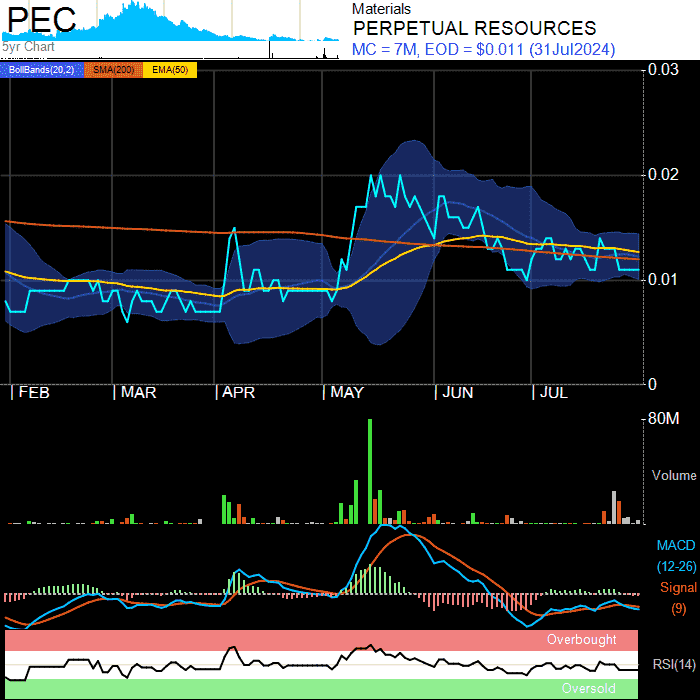 PEC
5yr Chart
Materials
PERPETUAL RESOURCES
MC = 7M, EOD = $0.011 (31Jul2024)
BollBands(20,2) SMA(200) EMA(50)
0.03
0.02
0.01
0
FEB MAR APR MAY JUN JUL
80M
Volume
MACD
(12-26)
Signal
(9)
Overbought
RSI(14)
Oversold